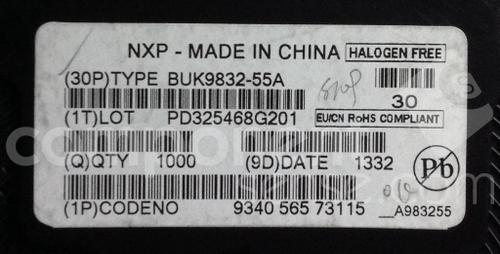 NXP - MADE IN CHINA HALOGEN FREE
(30P)TYPE BUK9832-55A
30
(1T)LOT PD325468G201 EU/CN RoHS COMPLIANT
(Q)QTY 1000 (9D)DATE 1332
Pb
(1P)CODENO 9340 565 73115 __A983255